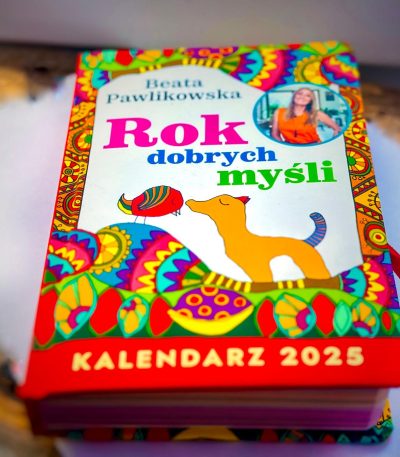 Beata
Pawlikowska
Rok
dobrych
myśli
KALENDARZ 2025